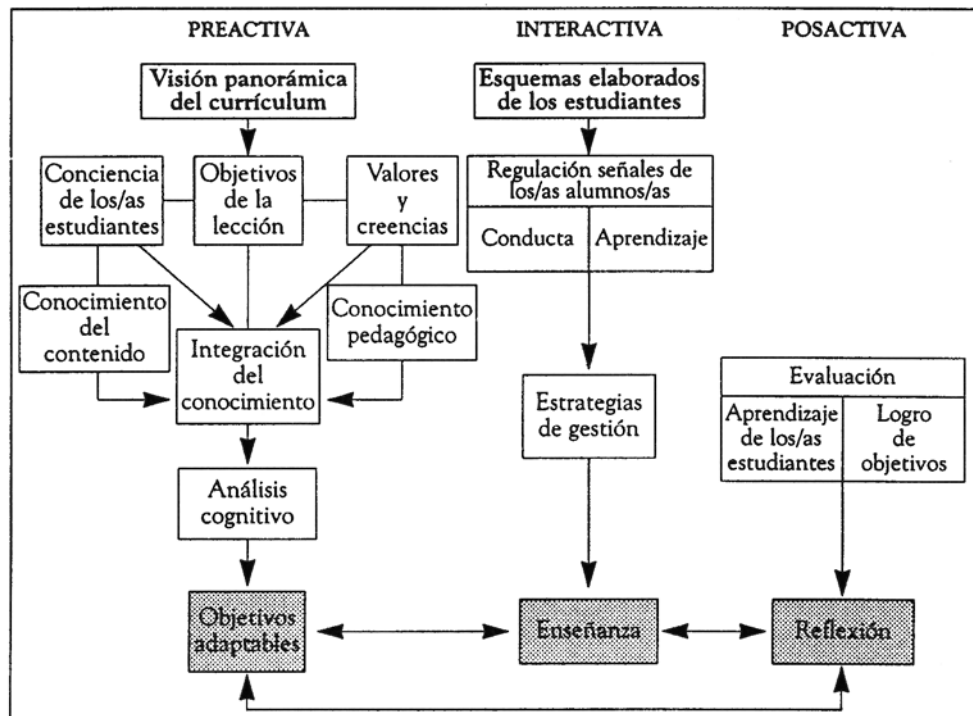 PREACTIVA
INTERACTIVA
POSACTIVA
Visión panorámica
del currículum
Esquemas elaborados
de los estudiantes
Conciencia
de los/as
estudiantes
Objetivos
de la
lección
Valores
y
creencias
Regulación señales de
los/as alumnos/as
Conducta
Aprendizaje
Conocimiento
del
contenido
Integración
del
conocimiento
Conocimiento
pedagógico
Estrategias
de gestión
Evaluación
Aprendizaje
de los/as
estudiantes
Logro
de
objetivos
Análisis
cognitivo
Objetivos
adaptables
Enseñanza
Reflexión